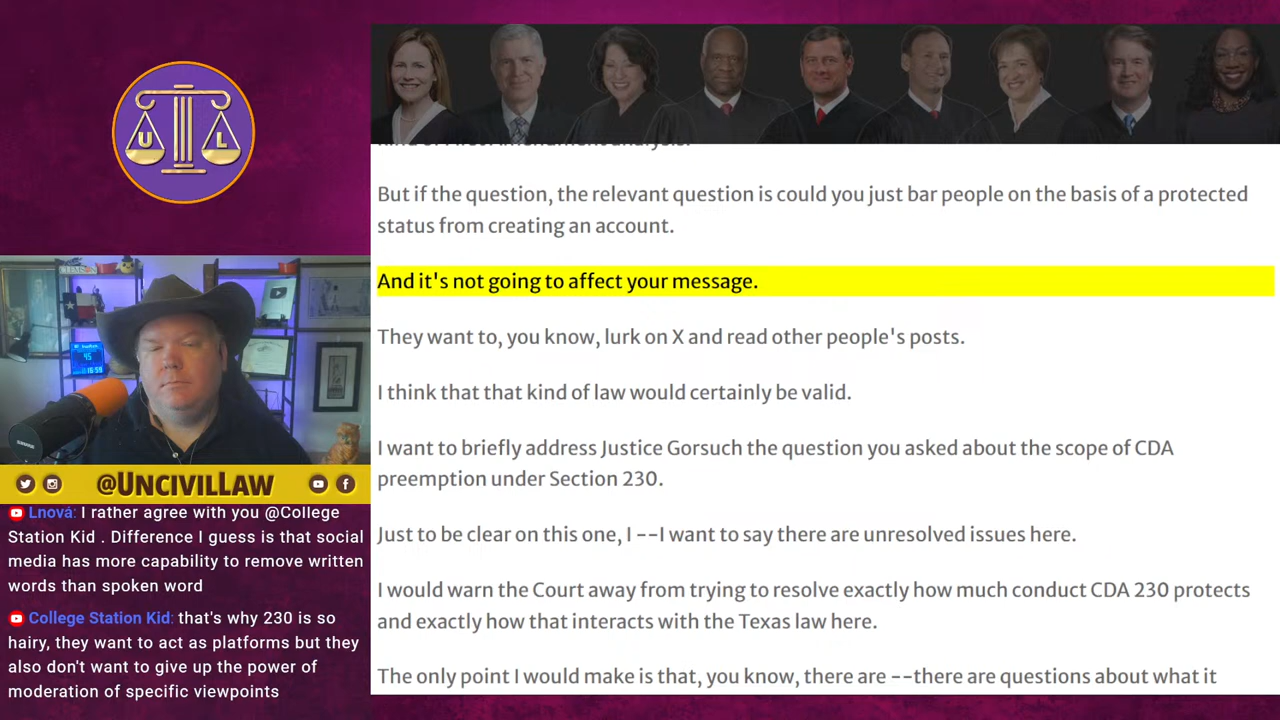 U L
kind of First Amendment analysis.
But if the question, the relevant question is could you just bar people on the basis of a protected
status from creating an account.
And it's not going to affect your message.
They want to, you know, lurk on X and read other people's posts.
I think that that kind of law would certainly be valid.
I want to briefly address Justice Gorsuch the question you asked about the scope of CDA
preemption under Section 230.
Just to be clear on this one, I --I want to say there are unresolved issues here.
I would warn the Court away from trying to resolve exactly how much conduct CDA 230 protects
and exactly how that interacts with the Texas law here.
The only point I would make is that, you know, there are --there are questions about what it
45
16:59
@UNCIVILLAW
Lnová: I rather agree with you @College
Station Kid . Difference I guess is that social
media has more capability to remove written
words than spoken word
College Station Kid: that's why 230 is so
hairy, they want to act as platforms but they
also don't want to give up the power of
moderation of specific viewpoints